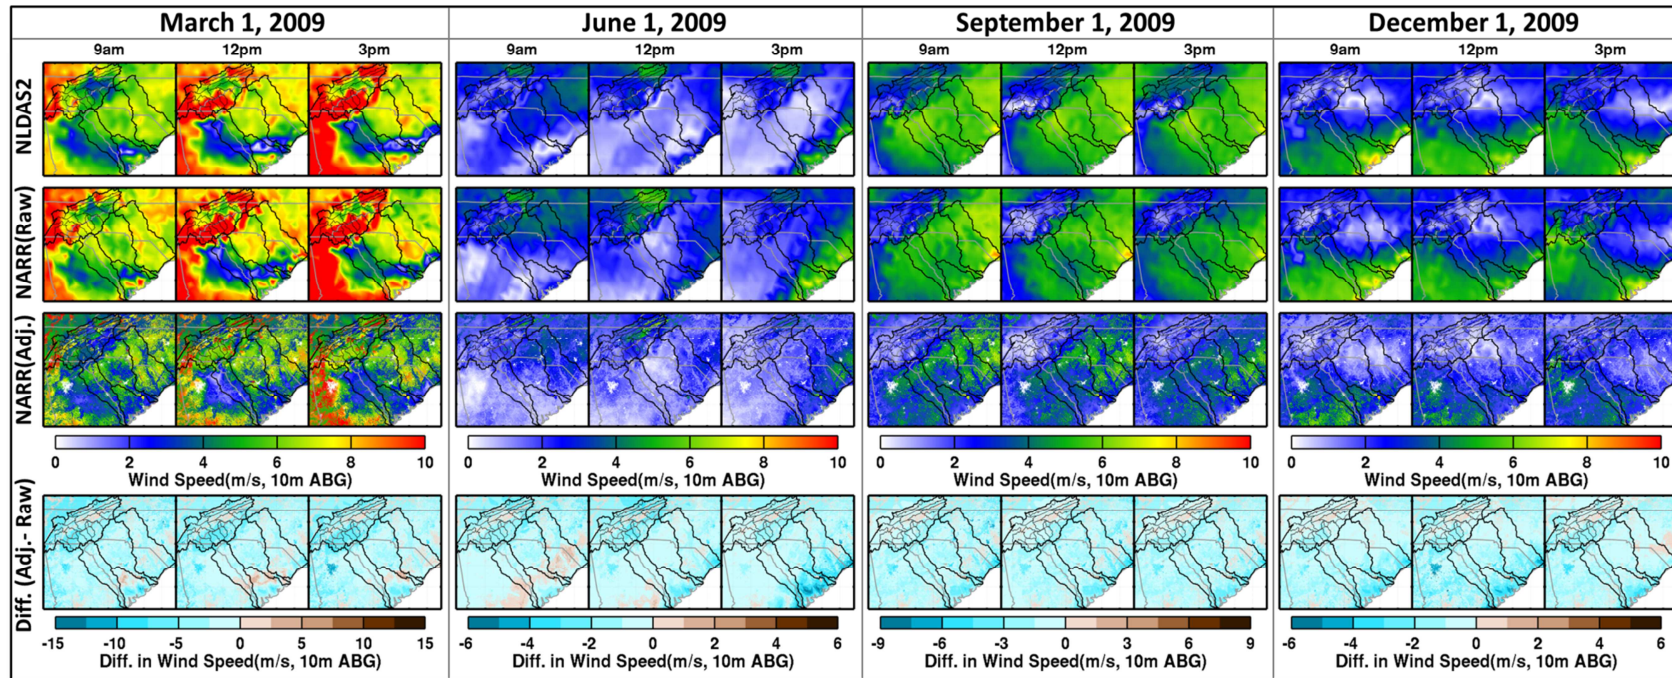 March 1, 2009 June 1, 2009 September 1, 2009 December 1, 2009
9am 12pm 3pm 9am 12pm 3pm 9am 12pm 3pm 9am 12pm 3pm
NLDAS2
NARR(Raw)
NARR(Adj.)
0 2 4 6 8 10 0 2 4 6 8 10 0 2 4 6 8 10 0 2 4 6 8 10
Wind Speed(m/s, 10m ABG) Wind Speed(m/s, 10m ABG) Wind Speed(m/s, 10m ABG) Wind Speed(m/s, 10m ABG)
Diff. (Adj.- Raw)
-15 -10 -5 0 5 10 15 -6 -4 -2 0 2 4 6 -9 -6 -3 0 3 6 9 -6 -4 -2 0 2 4 6
Diff. in Wind Speed(m/s, 10m ABG) Diff. in Wind Speed(m/s, 10m ABG) Diff. in Wind Speed(m/s, 10m ABG) Diff. in Wind Speed(m/s, 10m ABG)